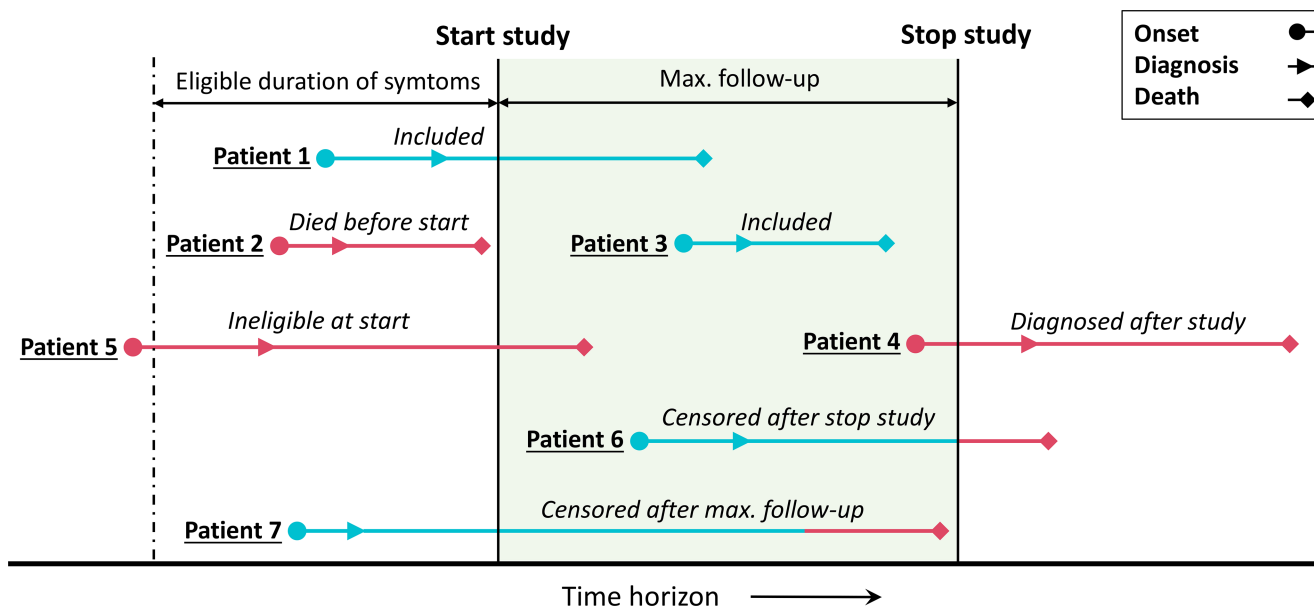 Start study
Stop study
Onset
Diagnosis
Death
Eligible duration of symtoms
Max. follow-up
Included
Patient 1
Died before start
Patient 2
Included
Patient 3
Ineligible at start
Patient 5
Diagnosed after study
Patient 4
Censored after stop study
Patient 6
Censored after max. follow-up
Patient 7
Time horizon